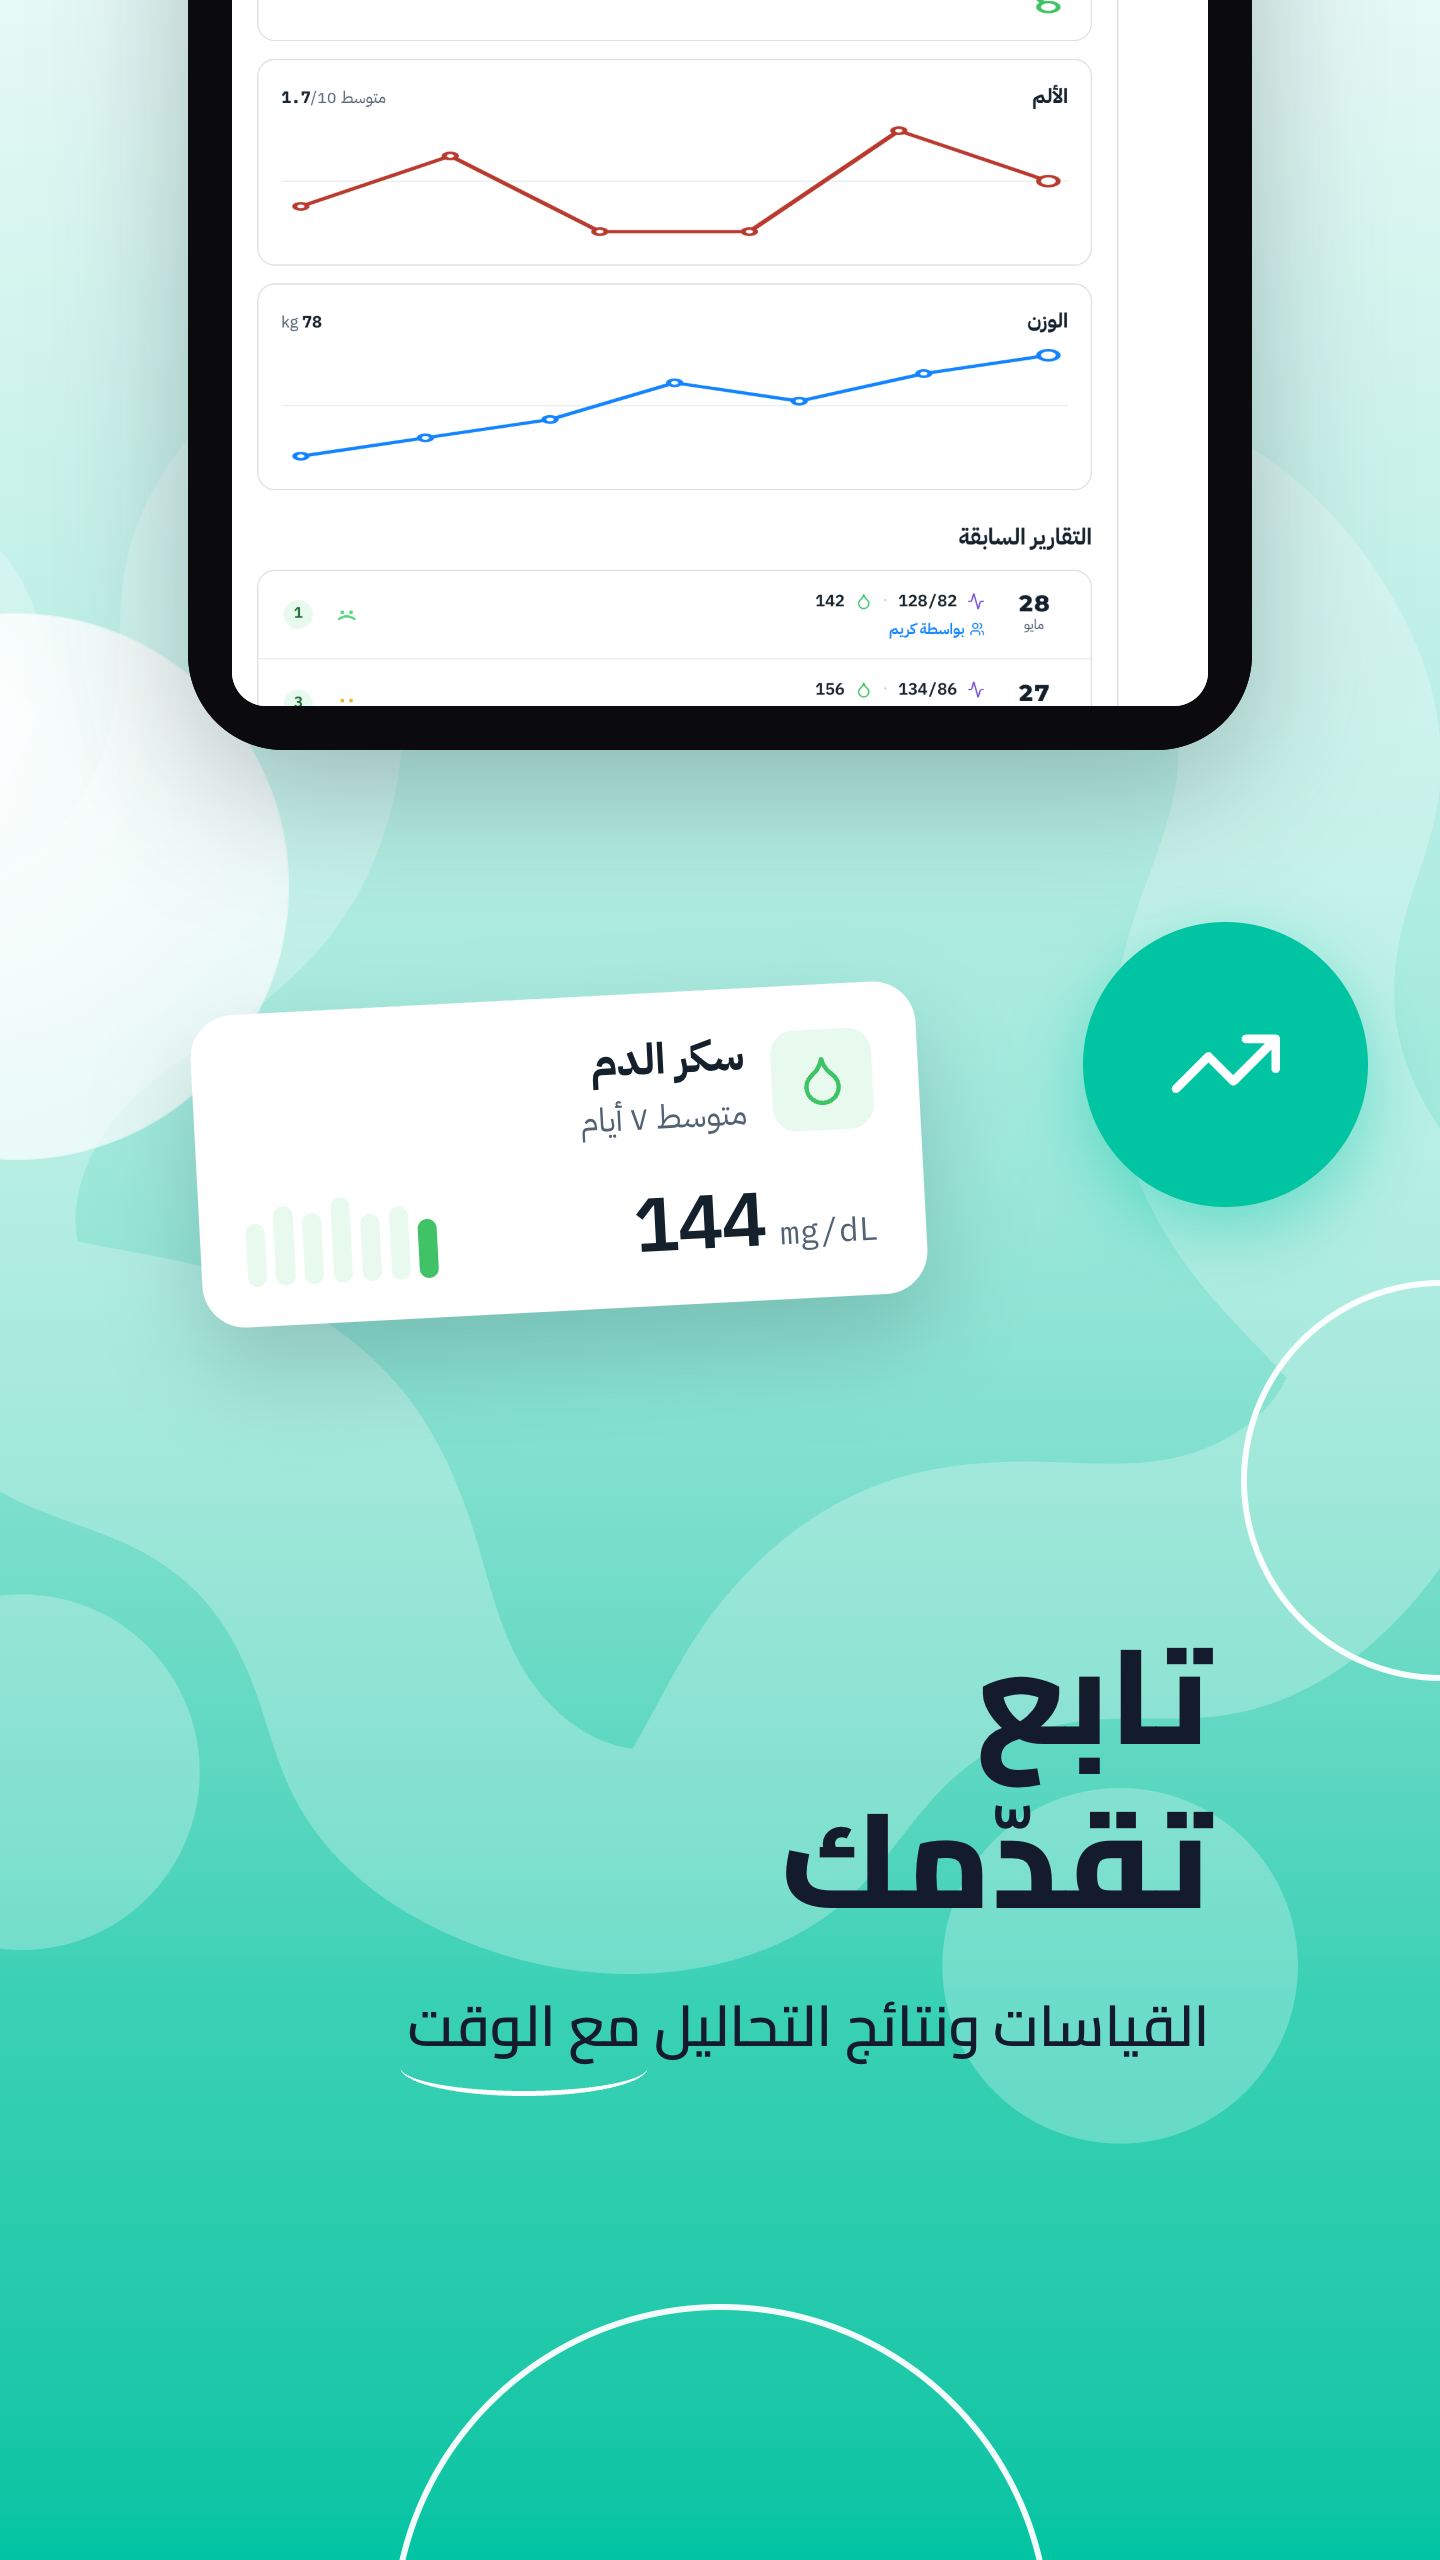 الألم
1.7/10 متوسط
الوزن
kg 78
التقارير السابقة
28 128/82 · 142 1
مايو بواسطة كريم
27 134/86 · 156 3
سكر الدم
متوسط ٧ أيام
144 mg/dL
تابع
تقدّمك
القياسات ونتائج التحاليل مع الوقت